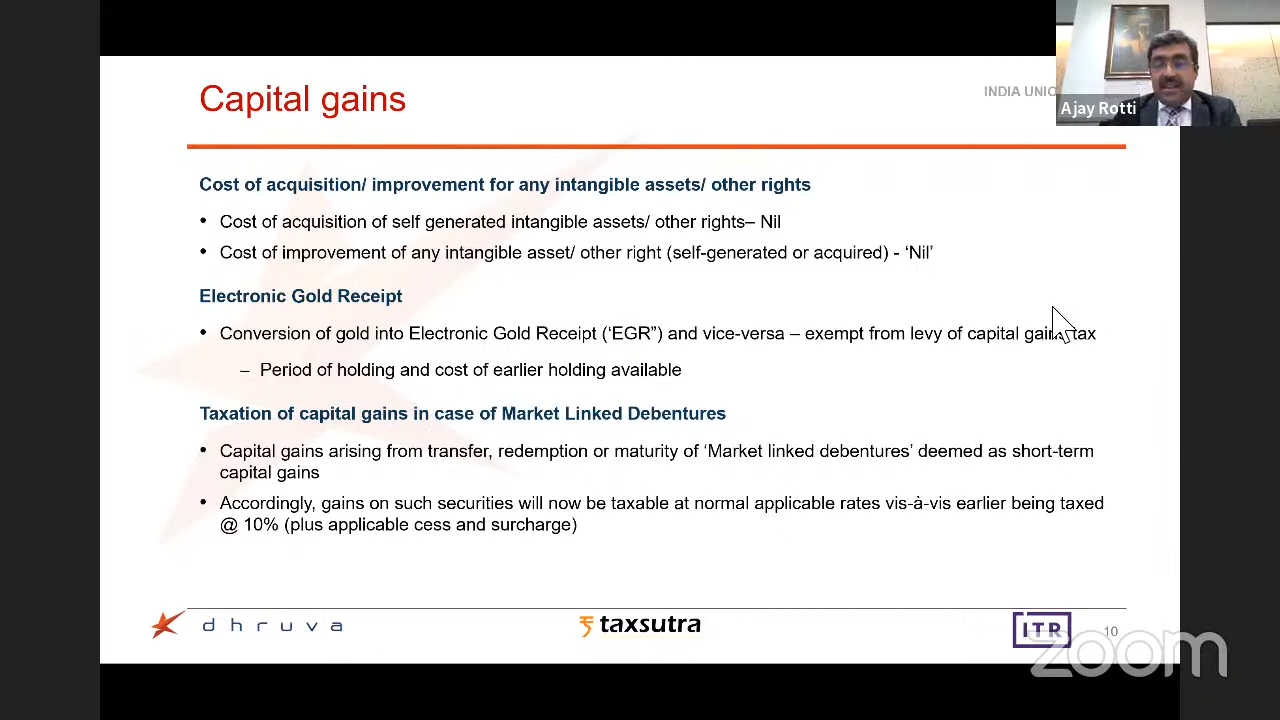 Capital gains
INDIA UNIO
Ajay Rotti
Cost of acquisition/ improvement for any intangible assets/ other rights
• Cost of acquisition of self generated intangible assets/ other rights– Nil
• Cost of improvement of any intangible asset/ other right (self-generated or acquired) - ‘Nil’
Electronic Gold Receipt
• Conversion of gold into Electronic Gold Receipt (‘EGR”) and vice-versa – exempt from levy of capital gains tax
– Period of holding and cost of earlier holding available
Taxation of capital gains in case of Market Linked Debentures
• Capital gains arising from transfer, redemption or maturity of ‘Market linked debentures’ deemed as short-term
capital gains
• Accordingly, gains on such securities will now be taxable at normal applicable rates vis-à-vis earlier being taxed
@ 10% (plus applicable cess and surcharge)
dhruva
taxsutra
ITR
10
zoom